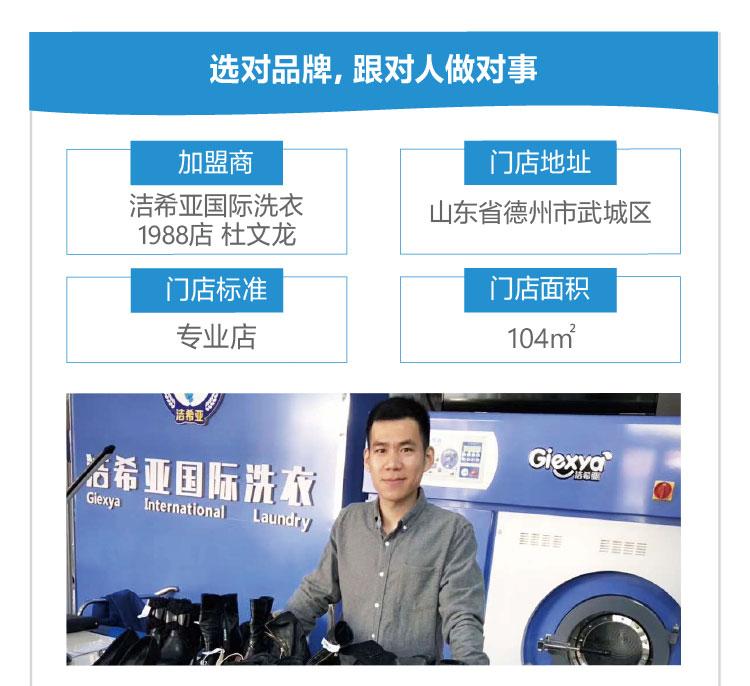 选对品牌, 跟对人做对事
加盟商
洁希亚国际洗衣
1988店 杜文龙
门店地址
山东省德州市武城区
门店标准
专业店
门店面积
104㎡
洁希亚
洁希亚国际洗衣
Giexya International Laundry
Giexya
洁希亚